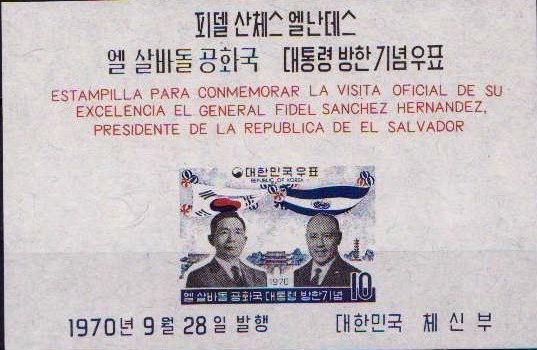 피델 산체스 엘난데스
엘 살바돌 공화국 대통령 방한 기념 우표
ESTAMPILLA PARA CONMEMORAR LA VISITA OFICIAL DE SU
EXCELENCIA EL GENERAL FIDEL SANCHEZ HERNANDEZ,
PRESIDENTE DE LA REPUBLICA DE EL SALVADOR
대한민국우표
REPUBLIC OF KOREA
1970
10
엘 살바돌 공화국 대통령 방한기념
1970년 9월 28일 발행 대한민국 체신부